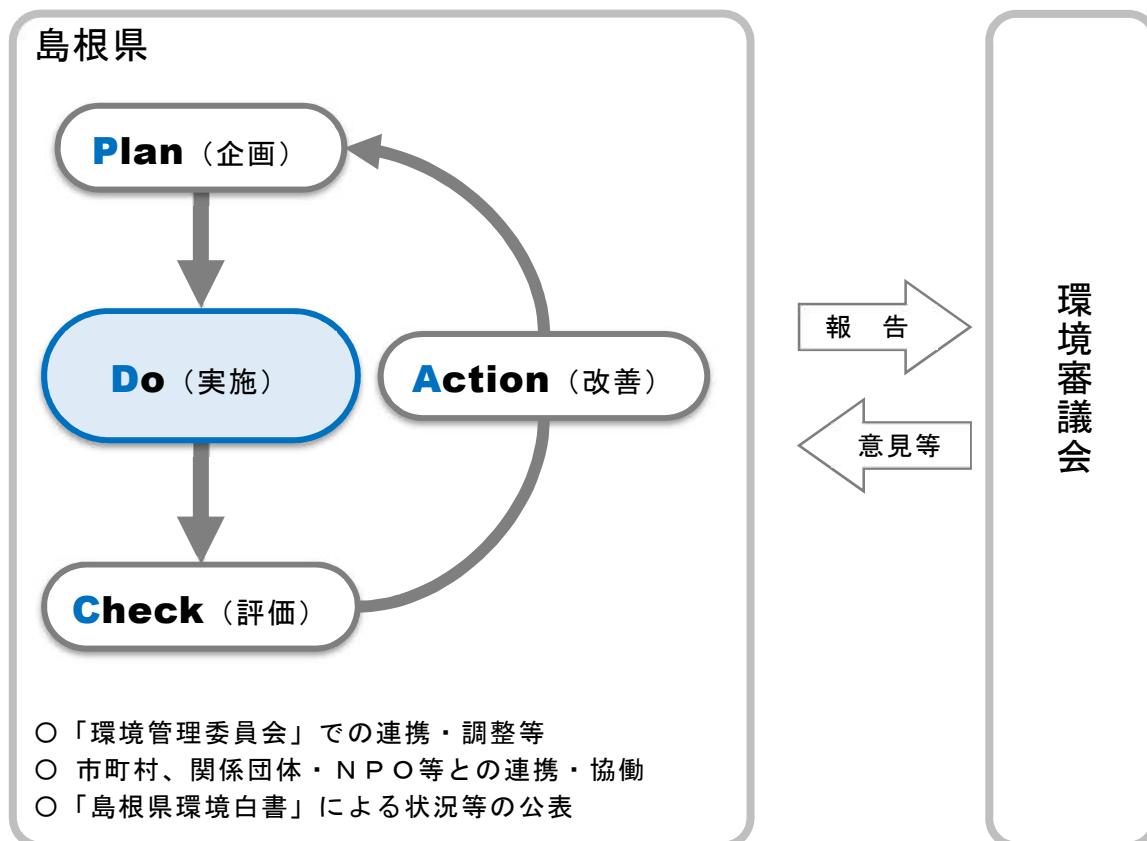 島根県
Plan（企画）
Do（実施）
Action（改善）
Check（評価）
○「環境管理委員会」での連携・調整等
○ 市町村、関係団体・ＮＰＯ等との連携・協働
○「島根県環境白書」による状況等の公表
報　告
意見等
環境審議会